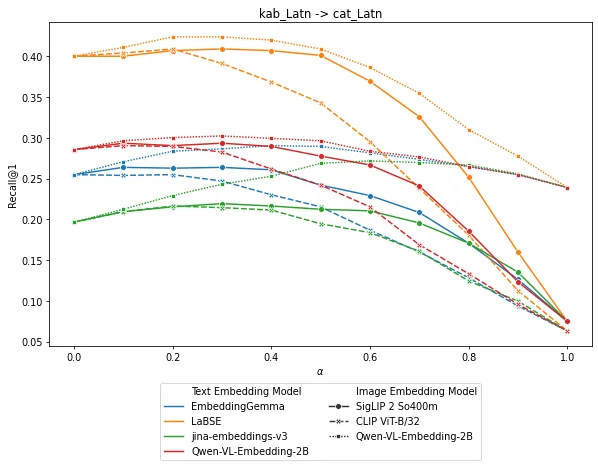 kab_Latn -> cat_Latn
Recall@1
0.40
0.35
0.30
0.25
0.20
0.15
0.10
0.05
0.0 0.2 0.4 0.6 0.8 1.0
α
Text Embedding Model Image Embedding Model
EmbeddingGemma SigLIP 2 So400m
LaBSE CLIP ViT-B/32
jina-embeddings-v3 Qwen-VL-Embedding-2B
Qwen-VL-Embedding-2B